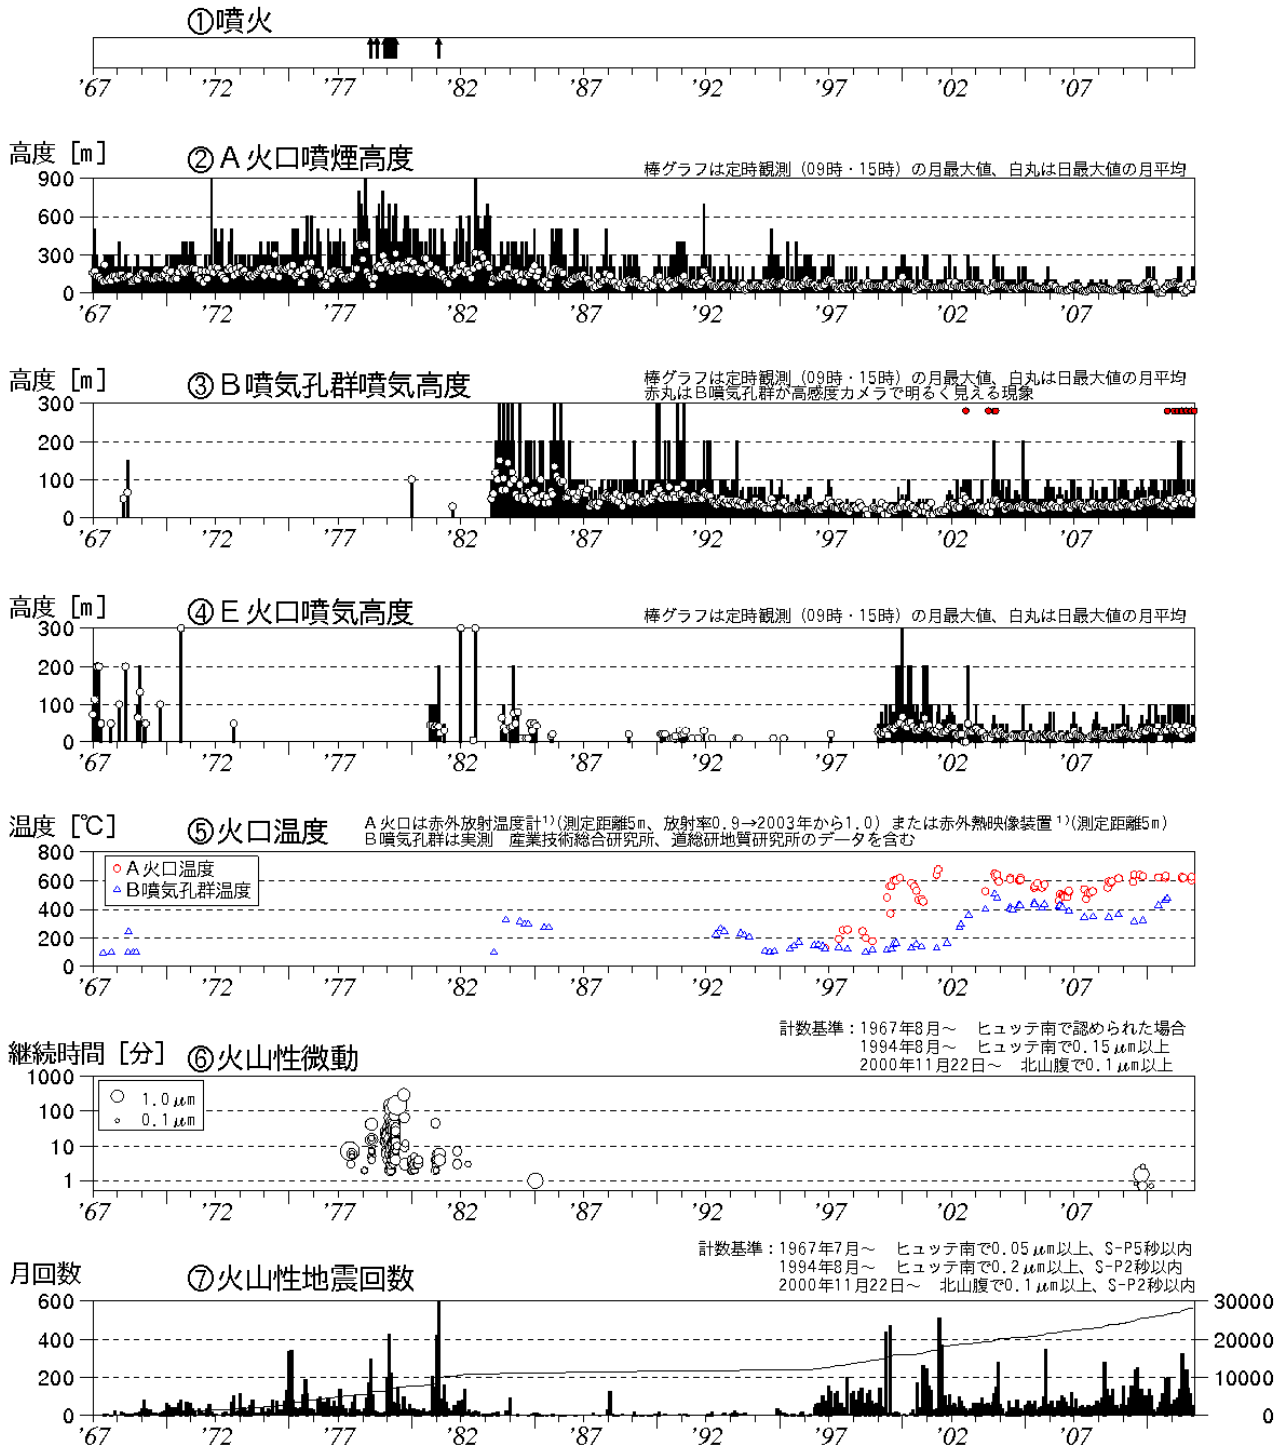 ①噴火
'67 '72 '77 '82 '87 '92 '97 '02 '07
高度 [m] ②A火口噴煙高度
棒グラフは定時観測 (09時・15時) の月最大値、白丸は日最大値の月平均
900
600
300
0
'67 '72 '77 '82 '87 '92 '97 '02 '07
高度 [m] ③B噴気孔群噴気高度
棒グラフは定時観測 (09時・15時) の月最大値、白丸は日最大値の月平均
赤丸はB噴気孔群が高感度カメラで明るく見える現象
300
200
100
0
'67 '72 '77 '82 '87 '92 '97 '02 '07
高度 [m] ④E火口噴気高度
棒グラフは定時観測 (09時・15時) の月最大値、白丸は日最大値の月平均
300
200
100
0
'67 '72 '77 '82 '87 '92 '97 '02 '07
温度 [℃] ⑤火口温度
A火口は赤外放射温度計¹⁾(測定距離5m、放射率0.9→2003年から1.0) または赤外熱映像装置¹⁾(測定距離5m)
B噴気孔群は実測 産業技術総合研究所、道総研地質研究所のデータを含む
800
600
400
200
0
○ A火口温度
△ B噴気孔群温度
'67 '72 '77 '82 '87 '92 '97 '02 '07
計数基準:1967年8月~ ヒュッテ南で認められた場合
1994年8月~ ヒュッテ南で0.15μm以上
2000年11月22日~ 北山腹で0.1μm以上
継続時間 [分] ⑥火山性微動
1000
100
10
1
○ 1.0μm
○ 0.1μm
'67 '72 '77 '82 '87 '92 '97 '02 '07
計数基準:1967年7月~ ヒュッテ南で0.05μm以上、S-P5秒以内
1994年8月~ ヒュッテ南で0.2μm以上、S-P2秒以内
2000年11月22日~ 北山腹で0.1μm以上、S-P2秒以内
月回数 ⑦火山性地震回数
600 30000
400 20000
200 10000
0 0
'67 '72 '77 '82 '87 '92 '97 '02 '07